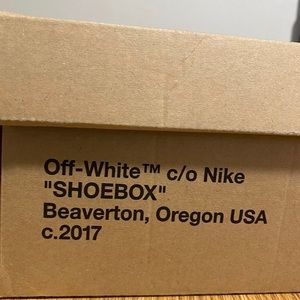 Off-White™ c/o Nike
"SHOEBOX"
Beaverton, Oregon USA
c.2017